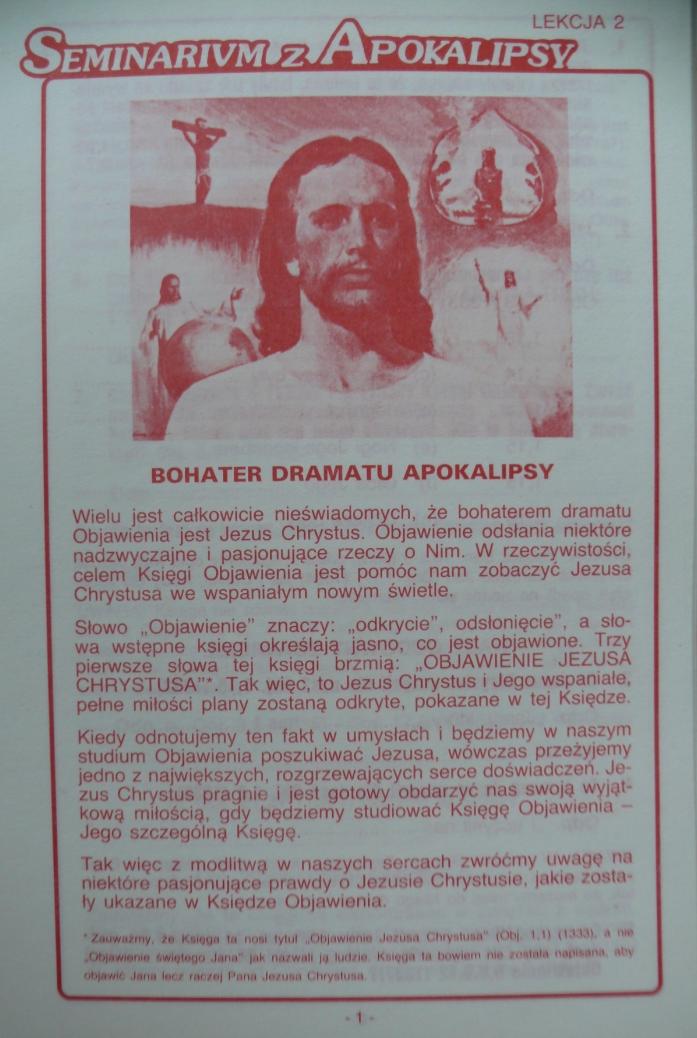 LEKCJA 2
SEMINARIVM Z APOKALIPSY
BOHATER DRAMATU APOKALIPSY
Wielu jest całkowicie nieświadomych, że bohaterem dramatu
Objawienia jest Jezus Chrystus. Objawienie odsłania niektóre
nadzwyczajne i pasjonujące rzeczy o Nim. W rzeczywistości,
celem Księgi Objawienia jest pomóc nam zobaczyć Jezusa
Chrystusa we wspaniałym nowym świetle.
Słowo „Objawienie” znaczy: „odkrycie”, odsłonięcie”, a sło-
wa wstępne księgi określają jasno, co jest objawione. Trzy
pierwsze słowa tej księgi brzmią: „OBJAWIENIE JEZUSA
CHRYSTUSA”*. Tak więc, to Jezus Chrystus i Jego wspaniałe,
pełne miłości plany zostaną odkryte, pokazane w tej Księdze.
Kiedy odnotujemy ten fakt w umysłach i będziemy w naszym
studium Objawienia poszukiwać Jezusa, wówczas przeżyjemy
jedno z największych, rozgrzewających serce doświadczeń. Je-
zus Chrystus pragnie i jest gotowy obdarzyć nas swoją wyjąt-
kową miłością, gdy będziemy studiować Księgę Objawienia –
Jego szczególną Księgę.
Tak więc z modlitwą w naszych sercach zwróćmy uwagę na
niektóre pasjonujące prawdy o Jezusie Chrystusie, jakie zosta-
ły ukazane w Księdze Objawienia.
* Zauważmy, że Księga ta nosi tytuł „Objawienie Jezusa Chrystusa” (Obj. 1,1) (1333), a nie
„Objawienie świętego Jana” jak nazwali ją ludzie. Księga ta bowiem nie została napisana, aby
objawić Jana lecz raczej Pana Jezusa Chrystusa.
- 1 -